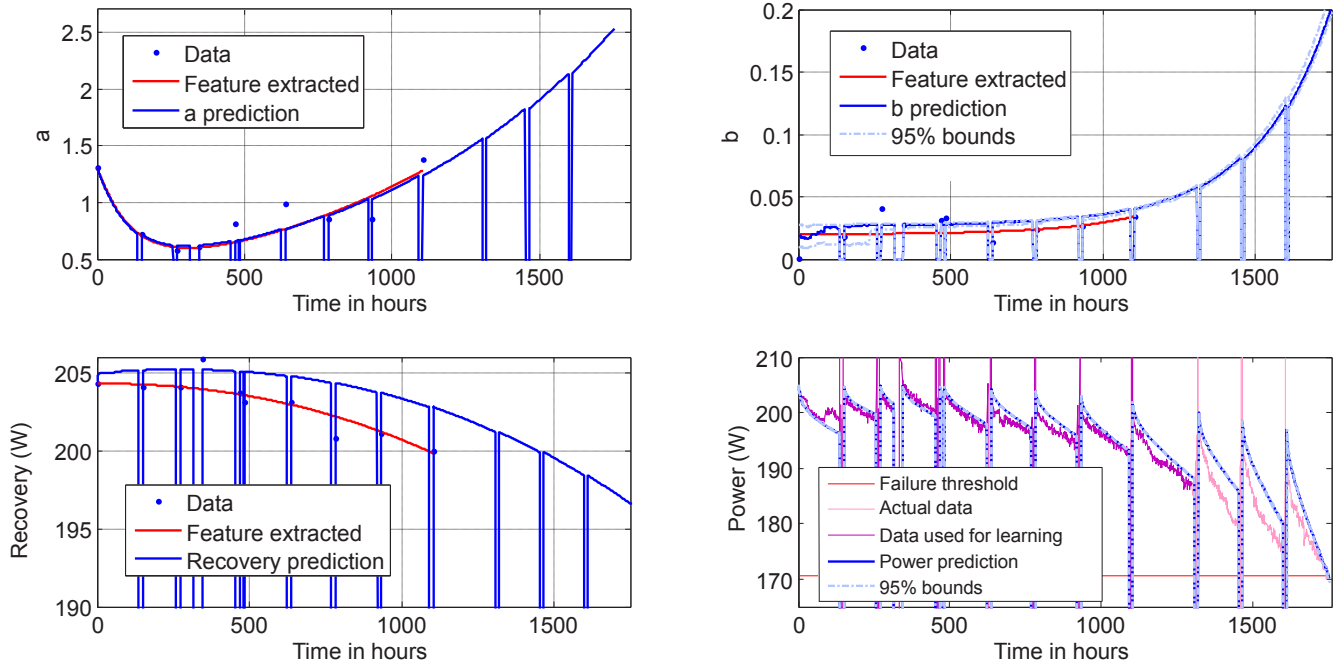 2.5
2
1.5
1
0.5
a
Data
Feature extracted
a prediction
0 500 1000 1500
Time in hours
0.2
0.15
0.1
0.05
0
b
Data
Feature extracted
b prediction
95% bounds
0 500 1000 1500
Time in hours
205
200
195
190
Recovery (W)
Data
Feature extracted
Recovery prediction
0 500 1000 1500
Time in hours
210
200
190
180
170
Power (W)
Failure threshold
Actual data
Data used for learning
Power prediction
95% bounds
0 500 1000 1500
Time in hours